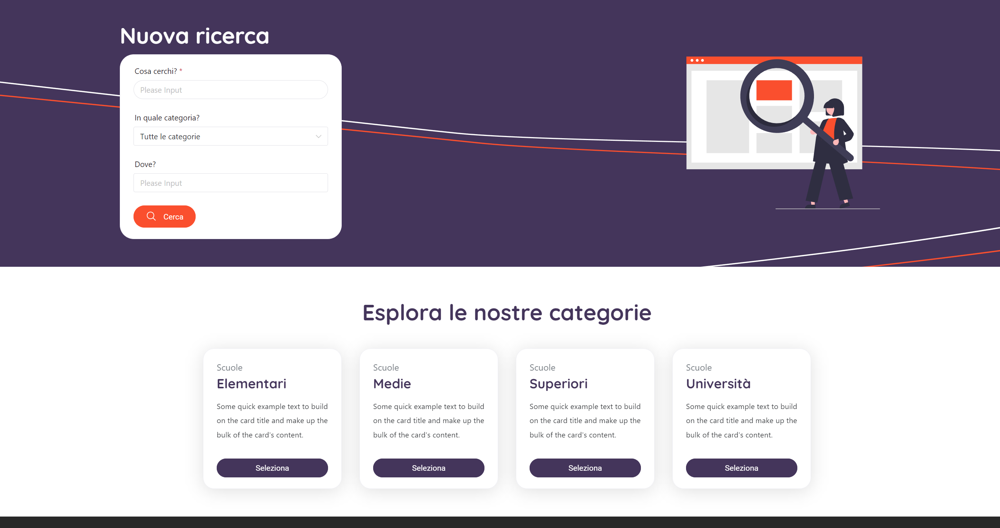 Nuova ricerca
Cosa cerchi? *
Please Input
In quale categoria?
Tutte le categorie
Dove?
Please Input
Cerca
Esplora le nostre categorie
Scuole
Elementari
Some quick example text to build
on the card title and make up the
bulk of the card's content.
Seleziona
Scuole
Medie
Some quick example text to build
on the card title and make up the
bulk of the card's content.
Seleziona
Scuole
Superiori
Some quick example text to build
on the card title and make up the
bulk of the card's content.
Seleziona
Scuole
Università
Some quick example text to build
on the card title and make up the
bulk of the card's content.
Seleziona